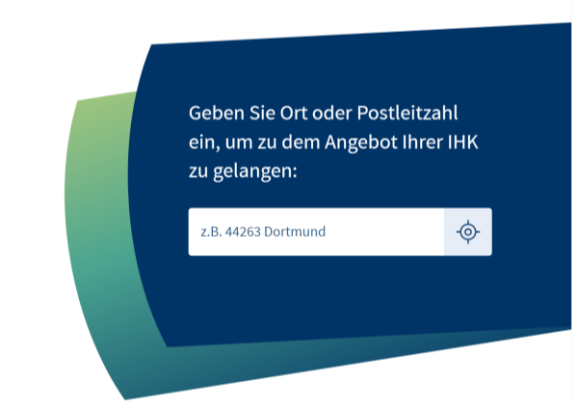 Geben Sie Ort oder Postleitzahl
ein, um zu dem Angebot Ihrer IHK
zu gelangen:
z.B. 44263 Dortmund